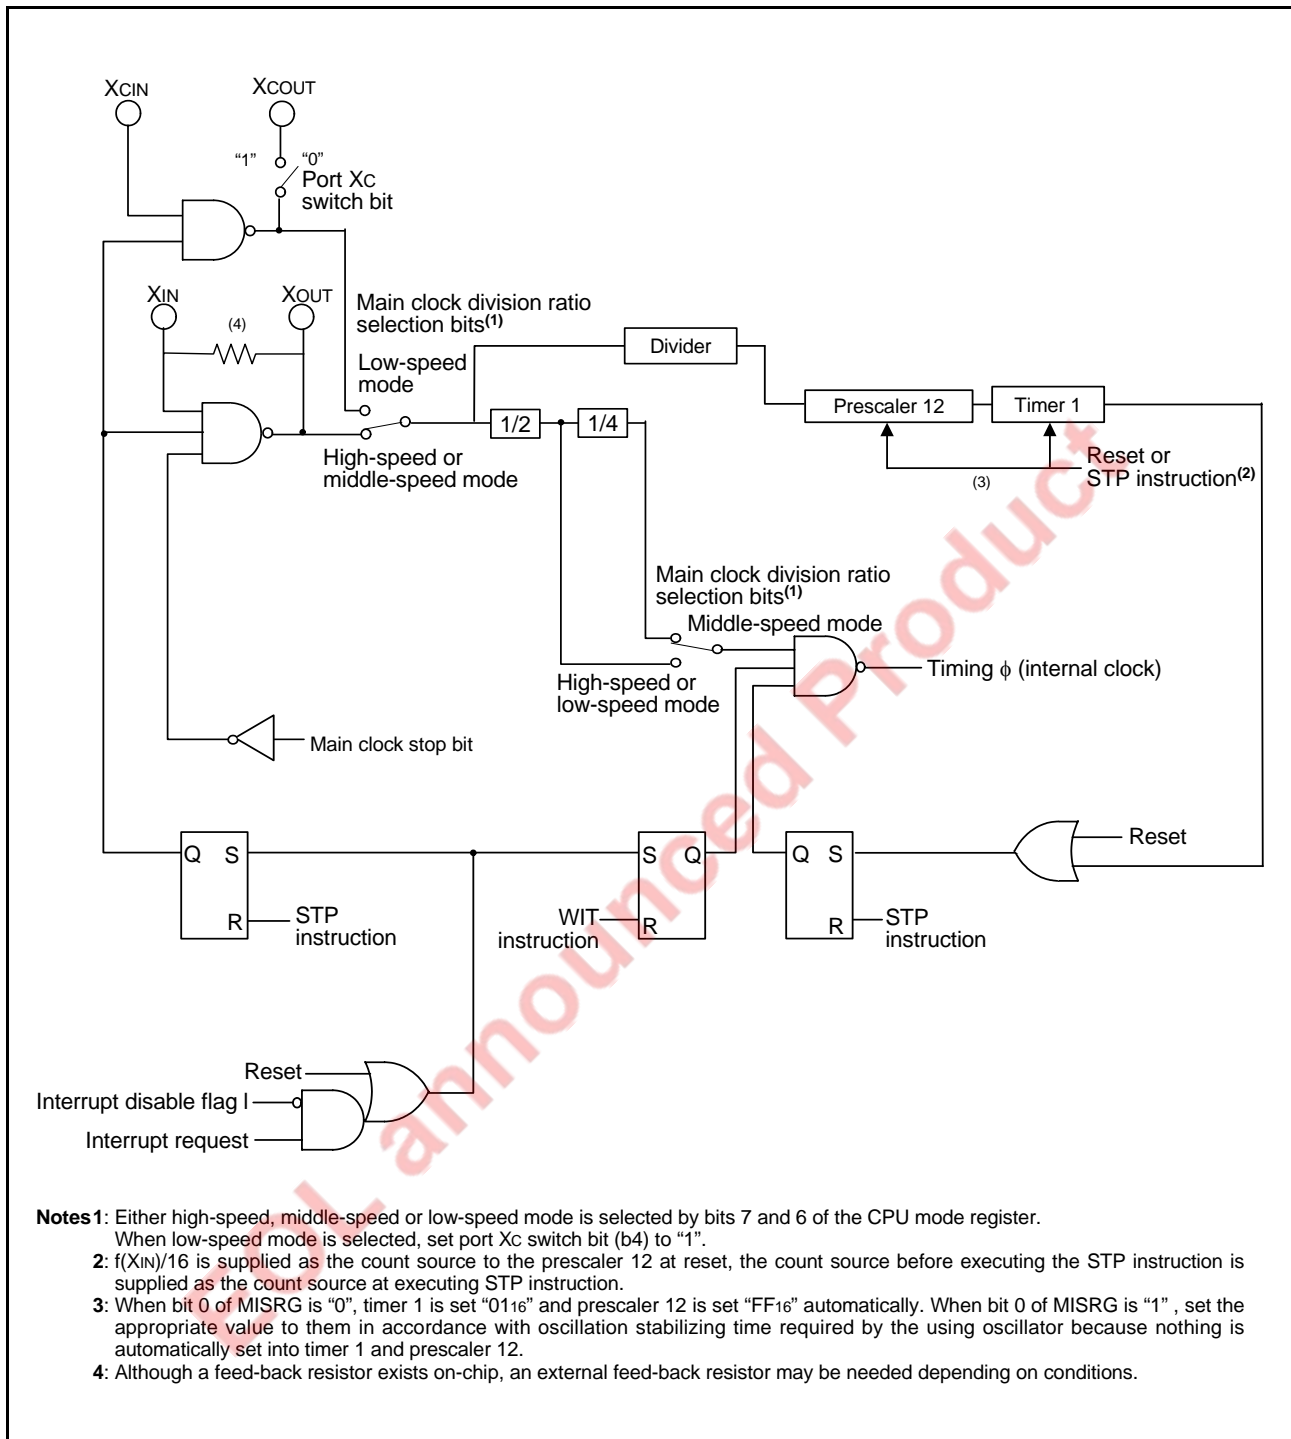 XCIN
XCOUT
“1”
“0”
Port XC
switch bit
XIN
XOUT
(4)
Main clock division ratio
selection bits(1)
Low-speed
mode
Divider
Prescaler 12
Timer 1
1/2
1/4
High-speed or
middle-speed mode
(3)
Reset or
STP instruction(2)
Main clock division ratio
selection bits(1)
Middle-speed mode
High-speed or
low-speed mode
Timing ϕ (internal clock)
Main clock stop bit
Q S
R
STP
instruction
S Q
R
WIT
instruction
Q S
R
STP
instruction
Reset
Reset
Interrupt disable flag I
Interrupt request
Notes1: Either high-speed, middle-speed or low-speed mode is selected by bits 7 and 6 of the CPU mode register.
When low-speed mode is selected, set port XC switch bit (b4) to “1”.
2: f(XIN)/16 is supplied as the count source to the prescaler 12 at reset, the count source before executing the STP instruction is
supplied as the count source at executing STP instruction.
3: When bit 0 of MISRG is “0”, timer 1 is set “0116” and prescaler 12 is set “FF16” automatically. When bit 0 of MISRG is “1” , set the
appropriate value to them in accordance with oscillation stabilizing time required by the using oscillator because nothing is
automatically set into timer 1 and prescaler 12.
4: Although a feed-back resistor exists on-chip, an external feed-back resistor may be needed depending on conditions.
EOL announced Product